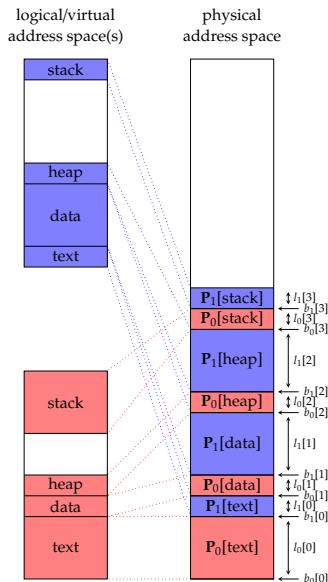 logical/virtual
address space(s)
physical
address space
stack
heap
data
text
stack
heap
data
text
P₁[stack]
P₀[stack]
P₁[heap]
P₀[heap]
P₁[data]
P₀[data]
P₁[text]
P₀[text]
l₁[3]
b₁[3]
l₀[3]
b₀[3]
l₁[2]
b₁[2]
l₀[2]
b₀[2]
l₁[1]
b₁[1]
l₀[1]
b₀[1]
l₁[0]
b₁[0]
l₀[0]
b₀[0]